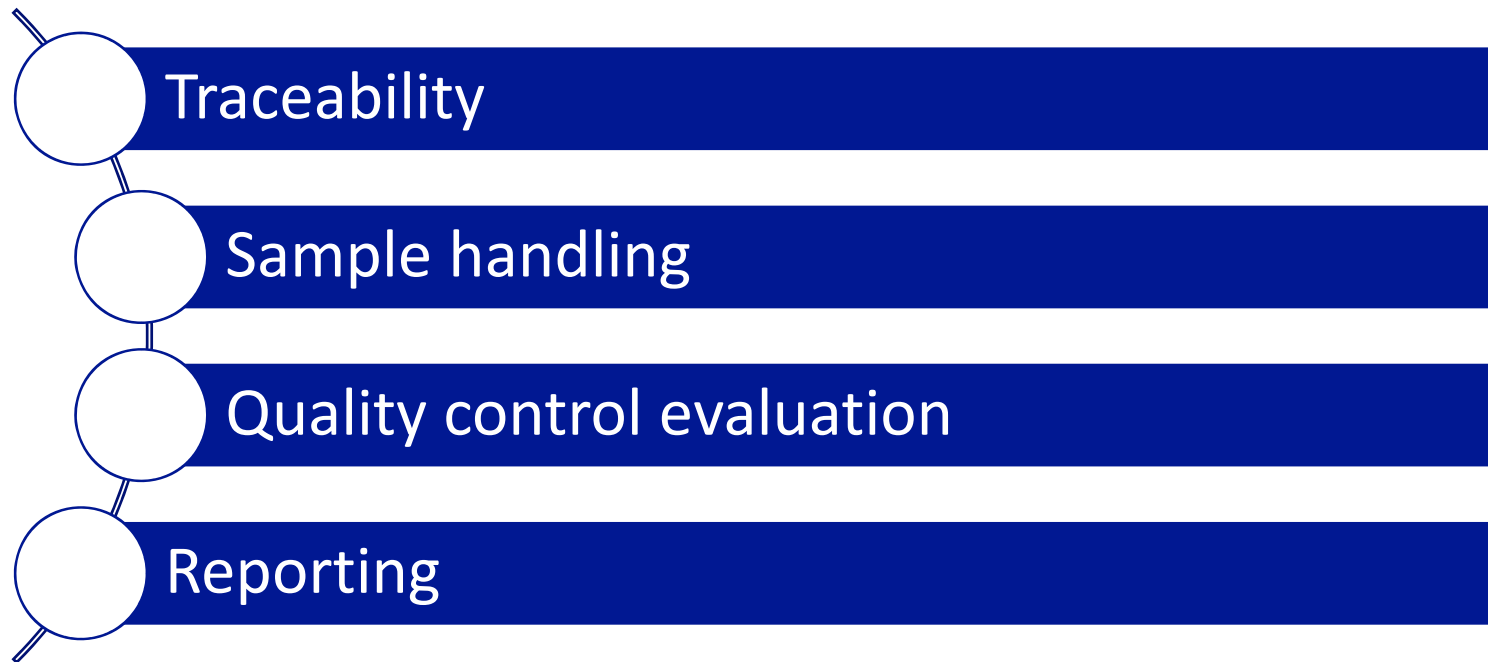 Traceability
Sample handling
Quality control evaluation
Reporting